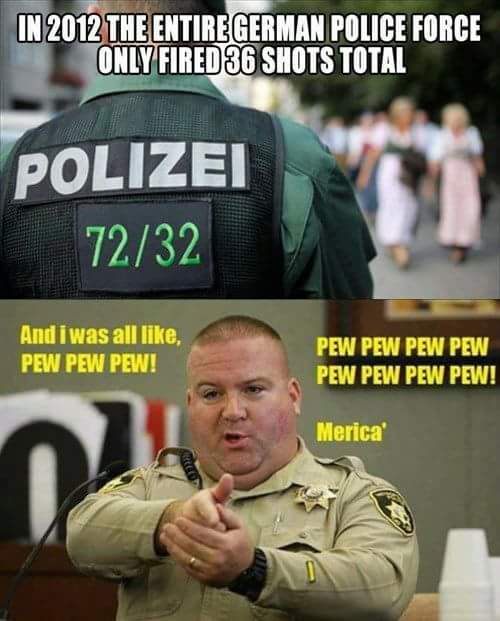 IN 2012 THE ENTIRE GERMAN POLICE FORCE
ONLY FIRED 36 SHOTS TOTAL
POLIZEI
72/32
And i was all like,
PEW PEW PEW!
PEW PEW PEW PEW
PEW PEW PEW PEW!
Merica'